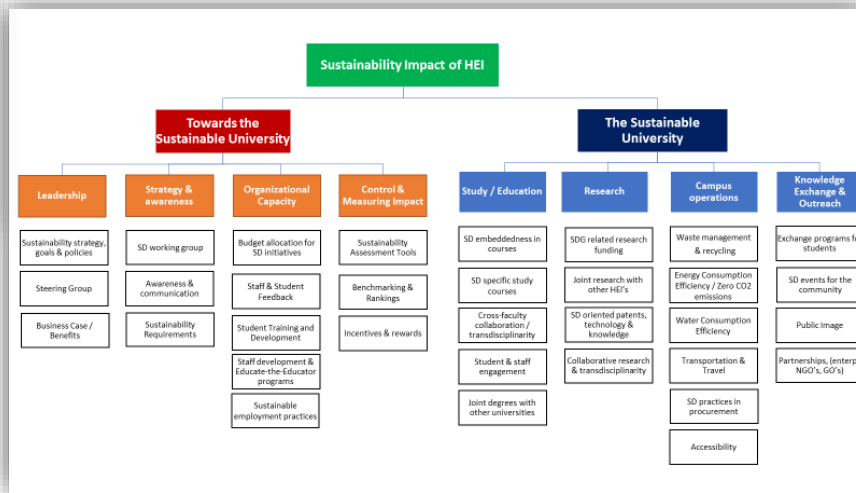 Sustainability Impact of HEI
Towards the
Sustainable University
The Sustainable
University
Leadership
Strategy &
awareness
Organizational
Capacity
Control &
Measuring Impact
Study / Education
Research
Campus
operations
Knowledge
Exchange &
Outreach
Sustainability strategy,
goals & policies
Steering Group
Business Case /
Benefits
SD working group
Awareness &
communication
Sustainability
Requirements
Budget allocation for
SD Initiatives
Staff & Student
Feedback
Student Training and
Development
Staff development &
Educate-the-Educator
programs
Sustainable
employment practices
Sustainability
Assessment Tools
Benchmarking &
Rankings
Incentives & rewards
SD embeddedness in
courses
SD specific study
courses
Cross-faculty
collaboration /
transdisciplinarity
Student & staff
engagement
Joint degrees with
other universities
SDG related research
funding
Joint research with
other HEI's
SD oriented patents,
technology &
knowledge
Collaborative research
& transdisciplinarity
Waste management
& recycling
Energy Consumption
Efficiency / Zero CO2
emissions
Water Consumption
Efficiency
Transportation &
Travel
SD practices in
procurement
Accessibility
Exchange programs
students
SD events for the
community
Public Image
Partnerships,
NGO's, GO's)